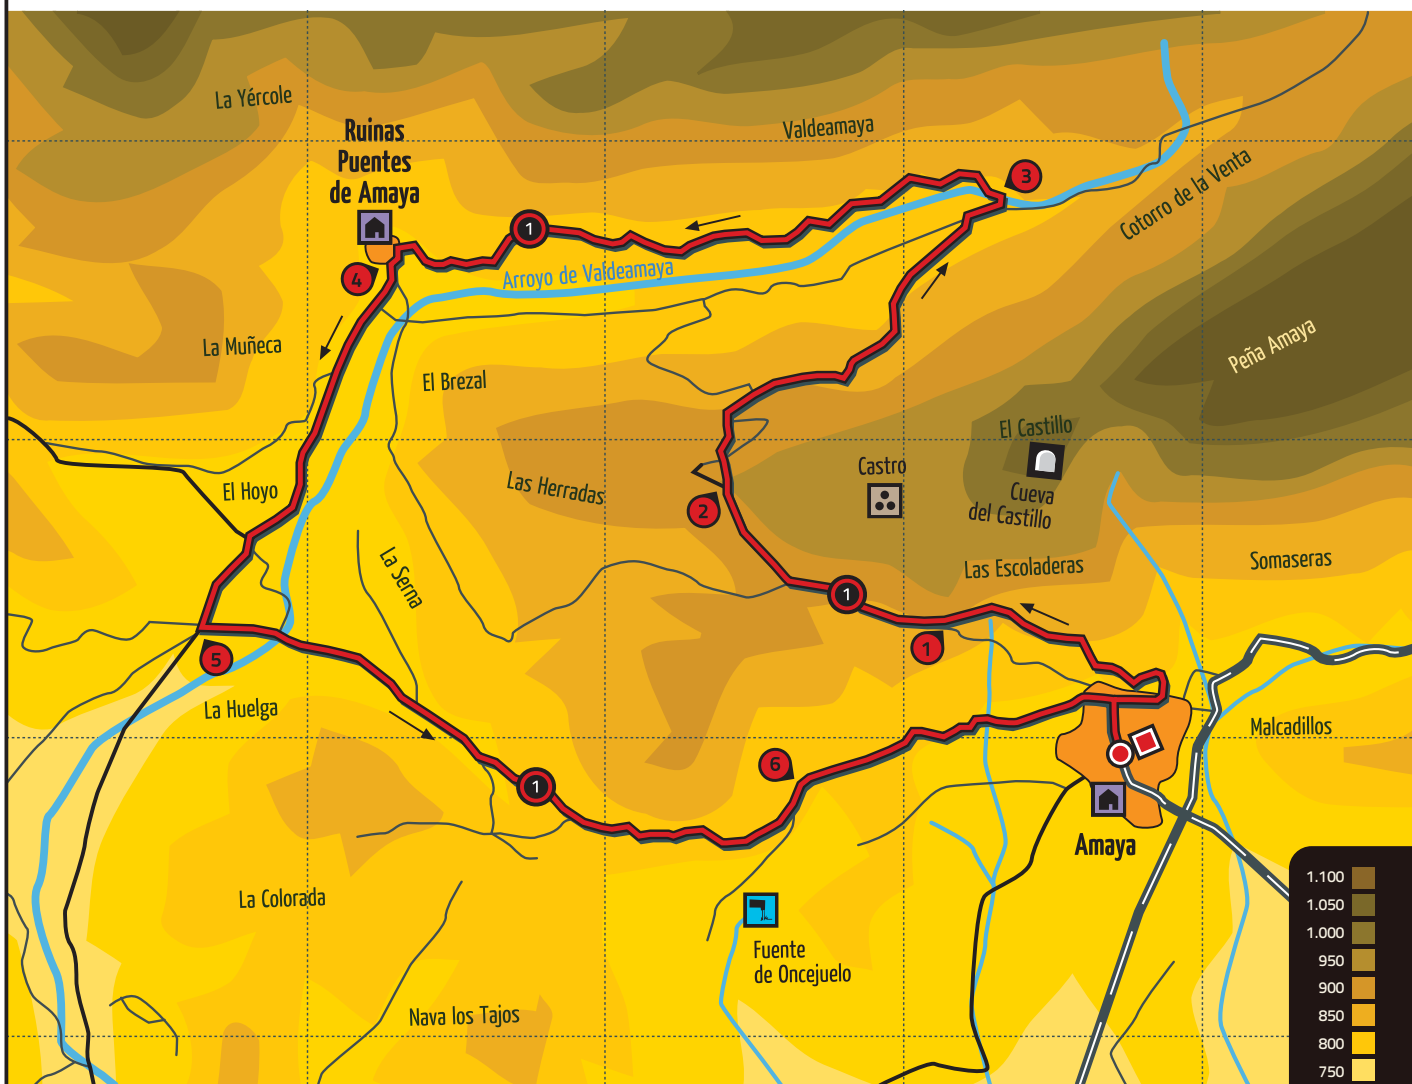 La Yércole
Ruinas
Puentes
de Amaya
Valdeamaya
3
Cotorro de la Venta
1
4
Arroyo de Valdeamaya
La Muñeca
El Brezal
Peña Amaya
El Castillo
Castro
Cueva
del Castillo
El Hoyo
Las Herradas
2
La Serna
1
Las Escoladeras
Somaseras
1
5
La Huelga
Malcadillos
6
1
Amaya
La Colorada
Fuente
de Oncejuelo
Nava los Tajos
1.100
1.050
1.000
950
900
850
800
750